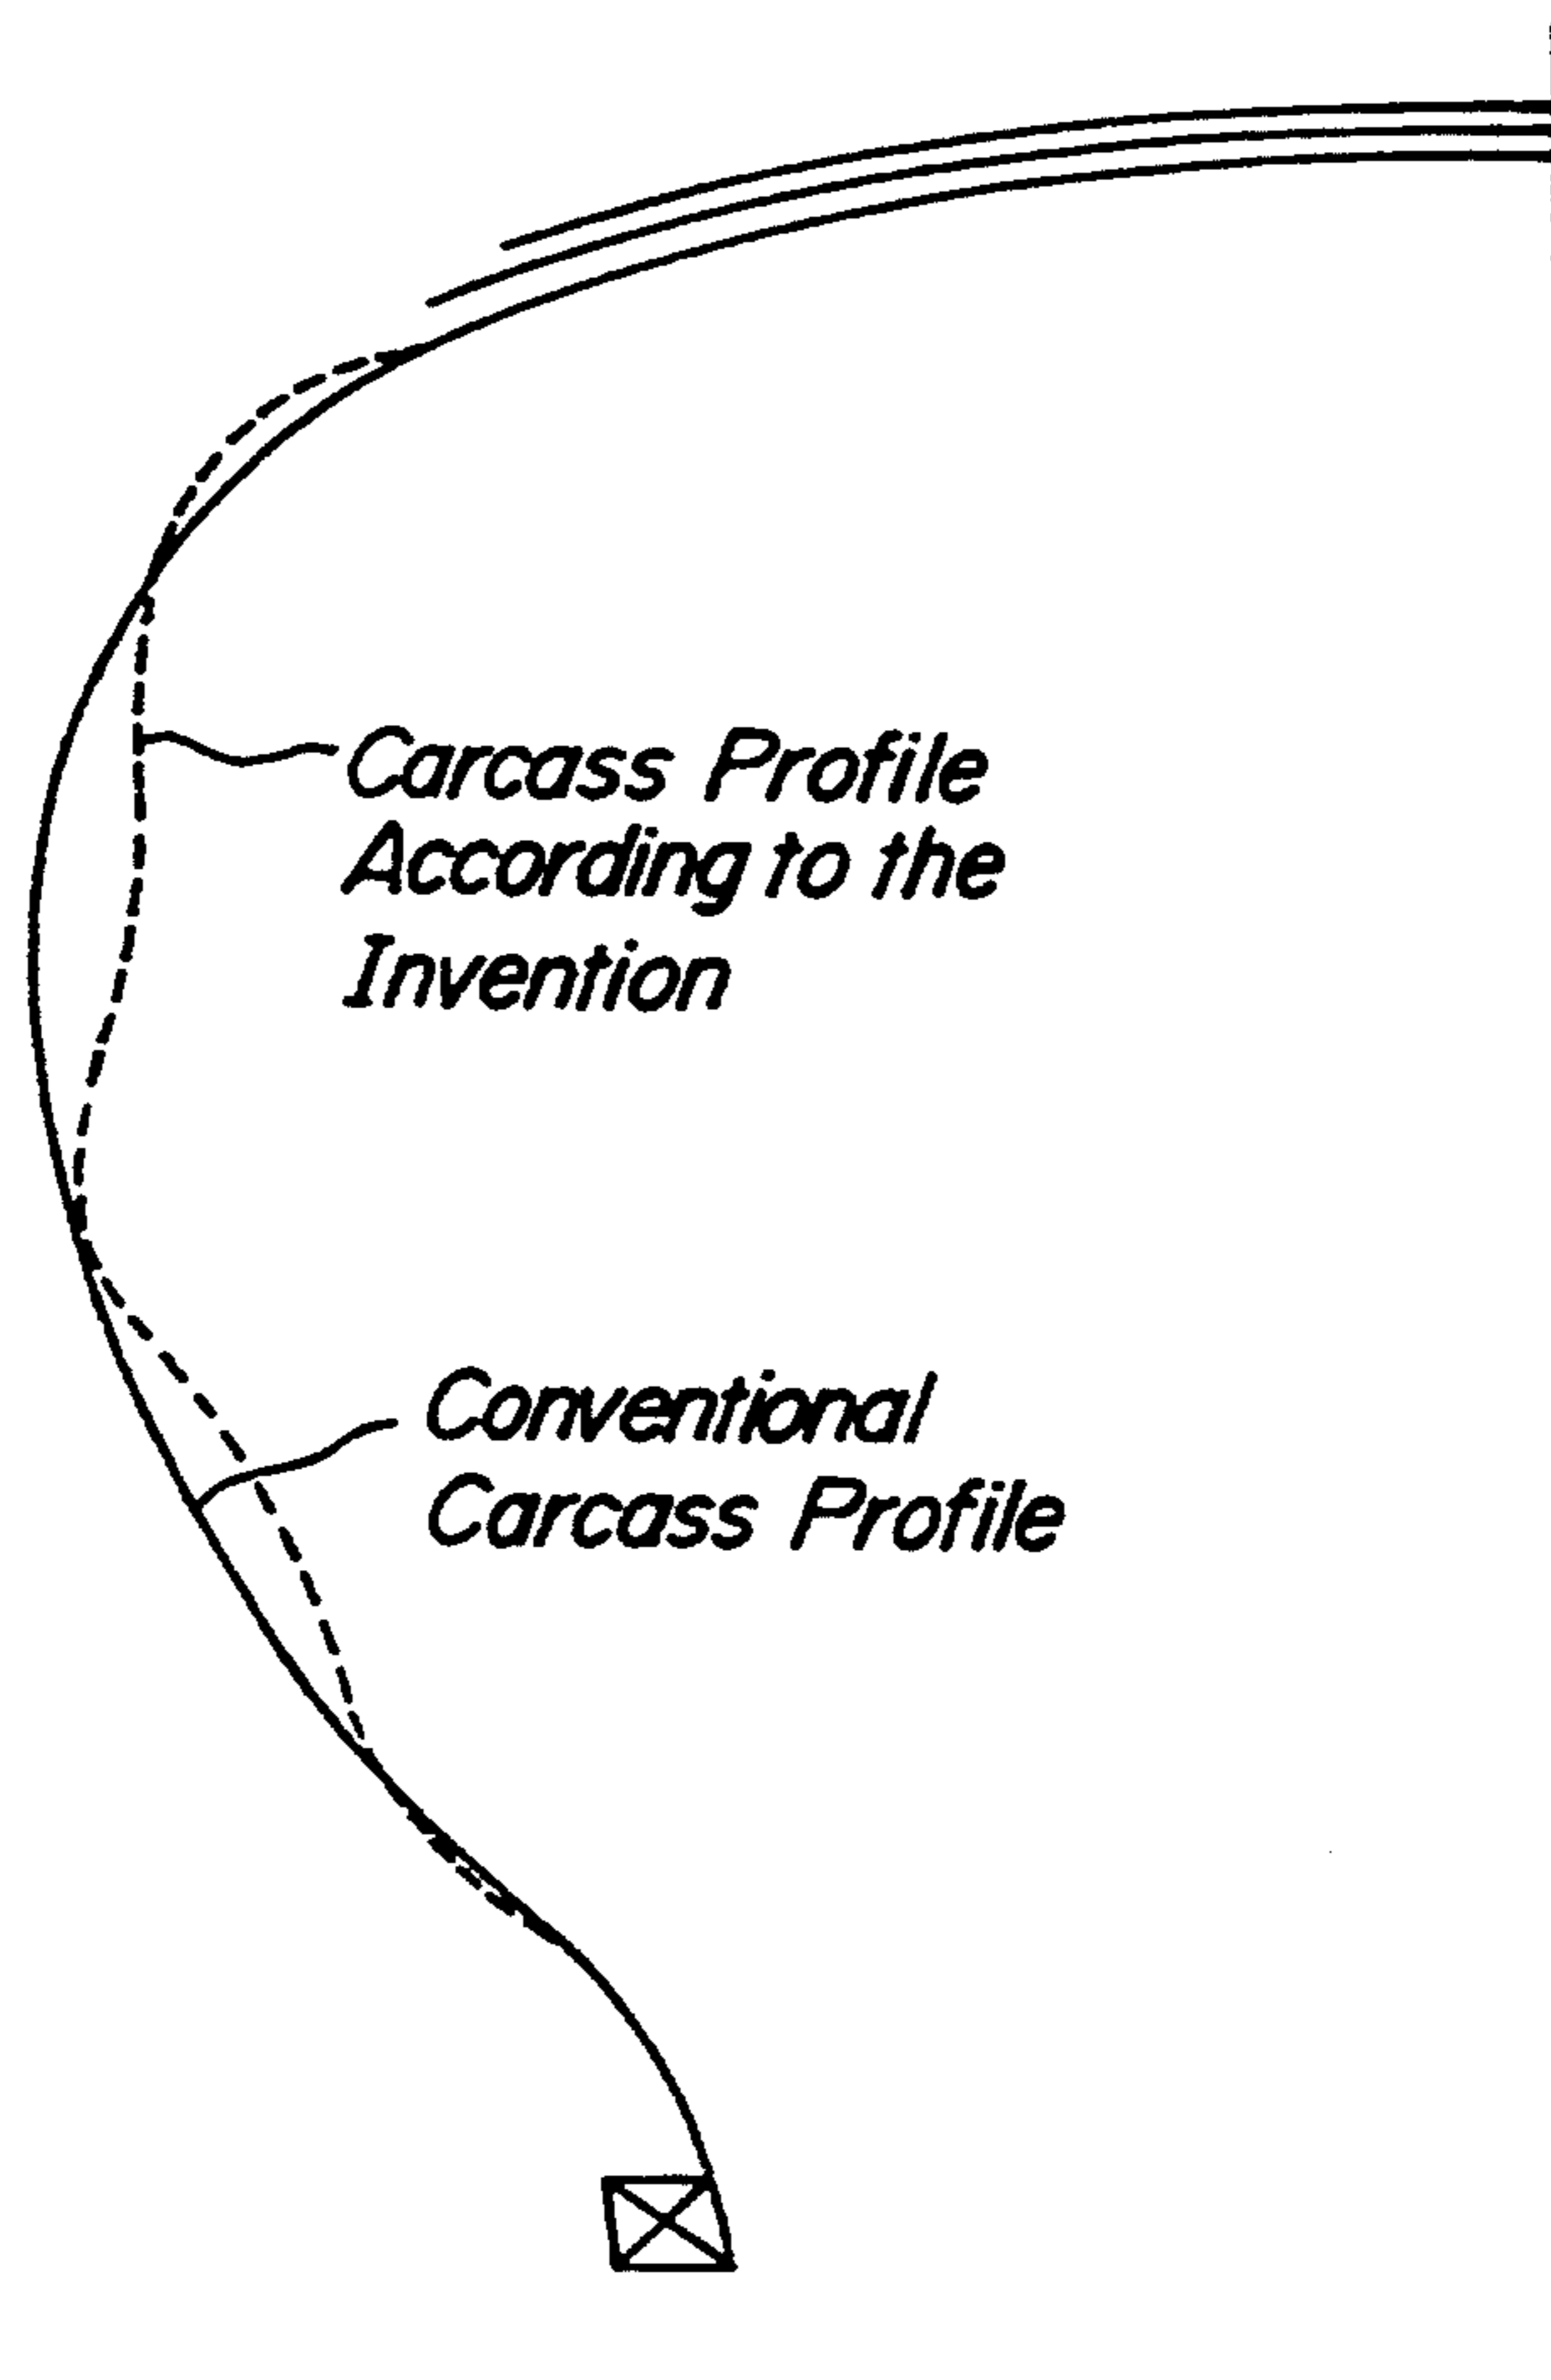 Carcass Profile
According to the
Invention
Conventional
Carcass Profile